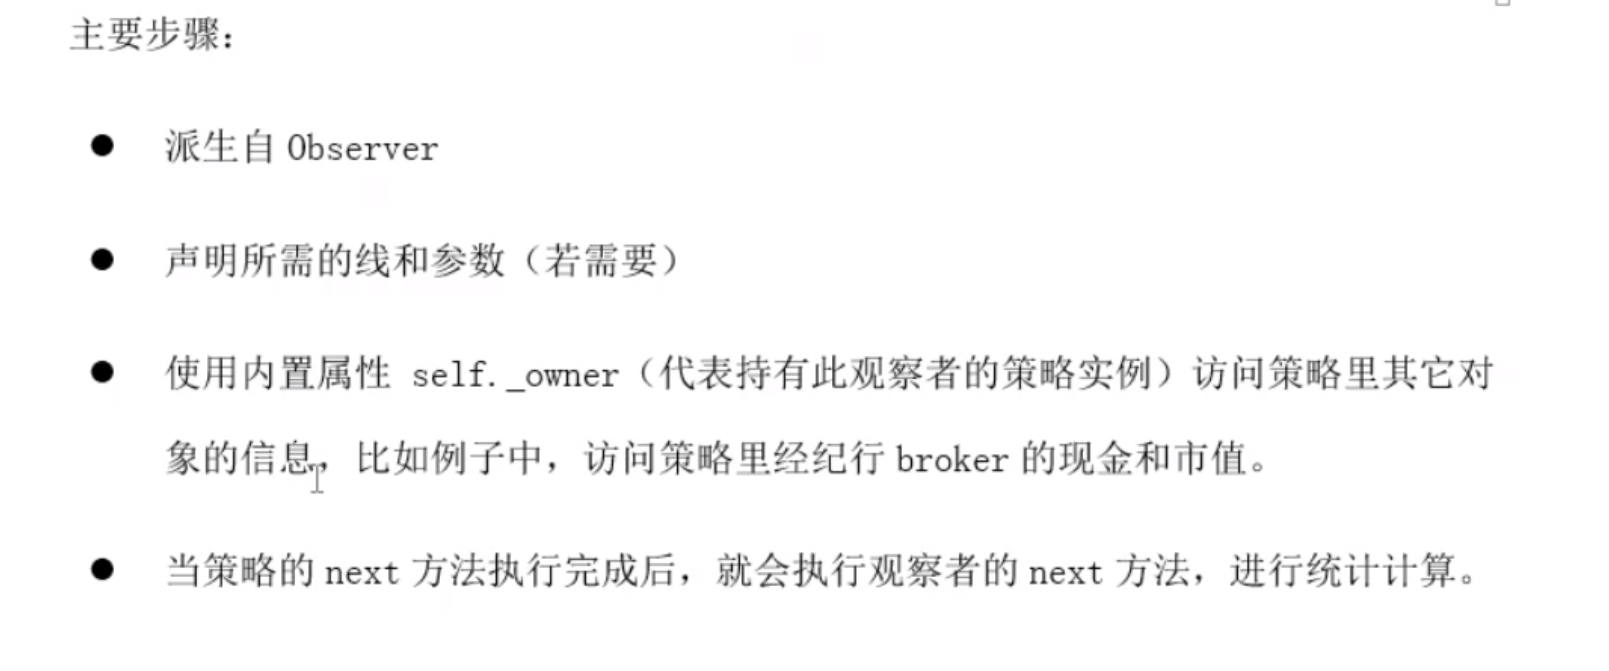 主要步骤：
● 派生自 Observer
● 声明所需的线和参数（若需要）
● 使用内置属性 self._owner（代表持有此观察者的策略实例）访问策略里其它对
象的信息，比如例子中，访问策略里经纪行 broker 的现金和市值。
● 当策略的 next 方法执行完成后，就会执行观察者的 next 方法，进行统计计算。